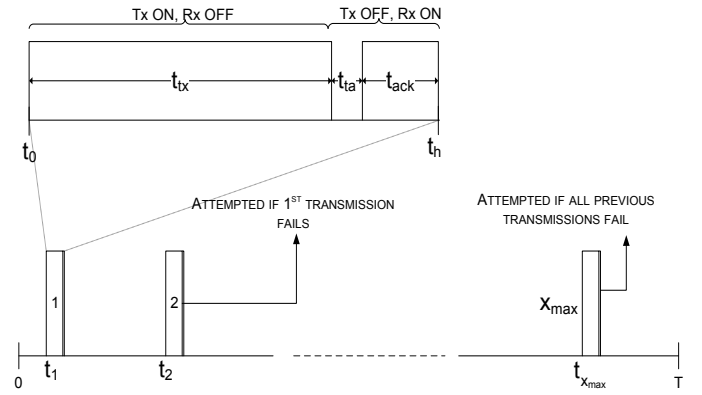 Tx ON, Rx OFF
Tx OFF, Rx ON
t_tx
t_ta
t_ack
t_0
t_h
ATTEMPTED IF 1ST TRANSMISSION
FAILS
ATTEMPTED IF ALL PREVIOUS
TRANSMISSIONS FAIL
1
2
x_max
0
t_1
t_2
t_x_max
T